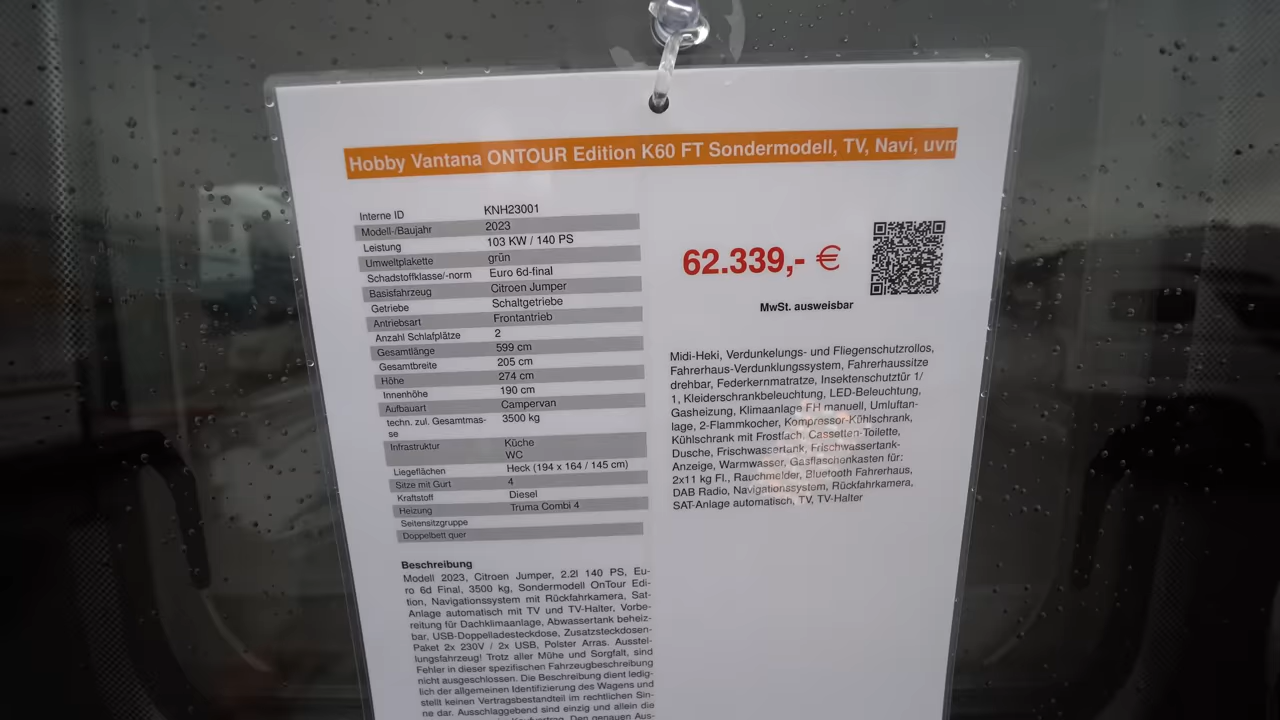 Hobby Vantana ONTOUR Edition K60 FT Sondermodell, TV, Navi, uvm
Interne ID KNH23001
Modell-/Baujahr 2023
Leistung 103 KW / 140 PS
Umweltplakette grün
Schadstoffklasse/-norm Euro 6d-final
Basisfahrzeug Citroen Jumper
Getriebe Schaltgetriebe
Antriebsart Frontantrieb
Anzahl Schlafplätze 2
Gesamtlänge 599 cm
Gesamtbreite 205 cm
Höhe 274 cm
Innenhöhe 190 cm
Aufbauart Campervan
techn. zul. Gesamtmas- 3500 kg
se
Infrastruktur Küche
WC
Liegeflächen Heck (194 x 164 / 145 cm)
Sitze mit Gurt 4
Kraftstoff Diesel
Heizung Truma Combi 4
Seitensitzgruppe
Doppelbett quer
62.339,- €
MwSt. ausweisbar
Midi-Heki, Verdunkelungs- und Fliegenschutzrollos,
Fahrerhaus-Verdunklungssystem, Fahrerhaussitze
drehbar, Federkernmatratze, Insektenschutztür 1/
1, Kleiderschrankbeleuchtung, LED-Beleuchtung,
Gasheizung, Klimaanlage FH manuell, Umluftan-
lage, 2-Flammkocher, Kompressor-Kühlschrank,
Kühlschrank mit Frostfach, Cassetten-Toilette,
Dusche, Frischwassertank, Frischwassertank-
Anzeige, Warmwasser, Gasflaschenkasten für:
2x11 kg Fl., Rauchmelder, Bluetooth Fahrerhaus,
DAB Radio, Navigationssystem, Rückfahrkamera,
SAT-Anlage automatisch, TV, TV-Halter
Beschreibung
Modell 2023, Citroen Jumper, 2.2l 140 PS, Eu-
ro 6d Final, 3500 kg, Sondermodell OnTour Edi-
tion, Navigationssystem mit Rückfahrkamera, Sat-
Anlage automatisch mit TV und TV-Halter, Vorbe-
reitung für Dachklimaanlage, Abwassertank beheiz-
bar, USB-Doppelladesteckdose, Zusatzsteckdosen-
Paket 2x 230V / 2x USB, Polster Arras. Ausstel-
lungsfahrzeug! Trotz aller Mühe und Sorgfalt, sind
Fehler in dieser spezifischen Fahrzeugbeschreibung
nicht ausgeschlossen. Die Beschreibung dient ledig-
lich der allgemeinen Identifizierung des Wagens und
stellt keinen Vertragsbestandteil im rechtlichen Sin-
ne dar. Ausschlaggebend sind einzig und allein die
Kaufvertrag. Den genauen Aus-